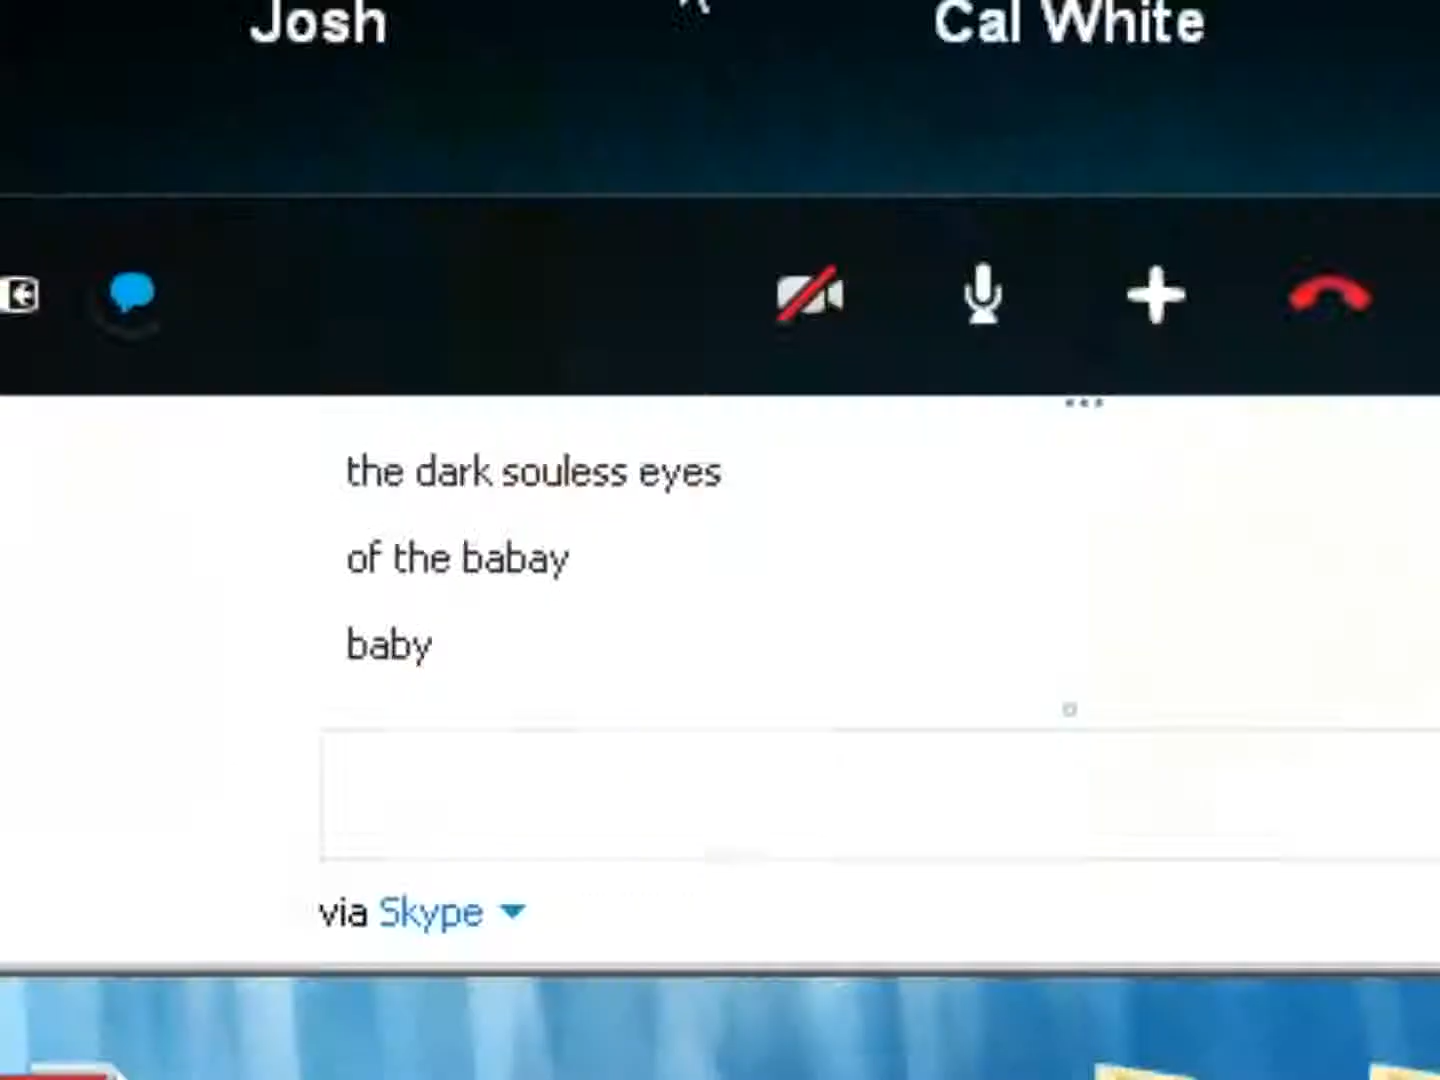 Josh
Cal White
the dark souless eyes
of the babay
baby
via Skype